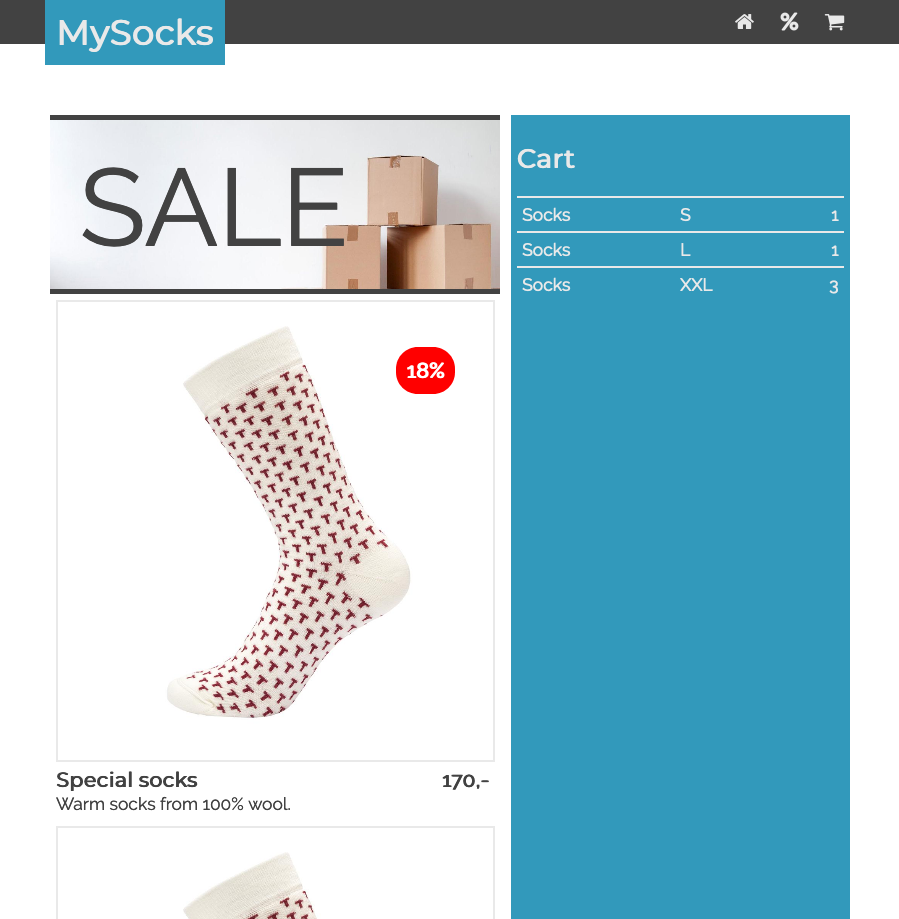 MySocks
SALE
18%
Special socks 170,-
Warm socks from 100% wool.
Cart
Socks S 1
Socks L 1
Socks XXL 3